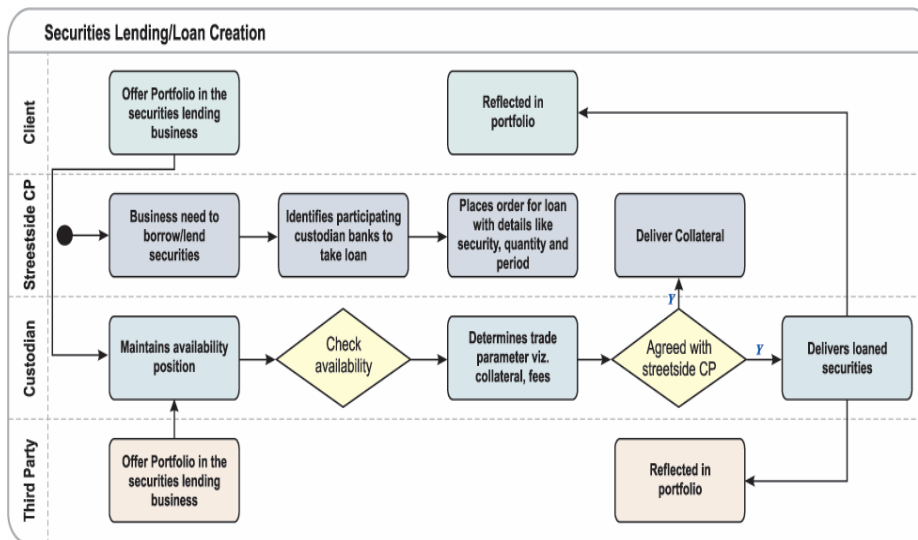 Securities Lending/Loan Creation
Client
Offer Portfolio in the
securities lending
business
Reflected in
portfolio
Streestside CP
Business need to
borrow/lend
securities
Identifies participating
custodian banks to
take loan
Places order for loan
with details like
security, quantity and
period
Deliver Collateral
Y
Custodian
Maintains availability
position
Check
availability
Determines trade
parameter viz.
collateral, fees
Agreed with
streetside CP
Y
Delivers loaned
securities
Third Party
Offer Portfolio in the
securities lending
business
Reflected in
portfolio